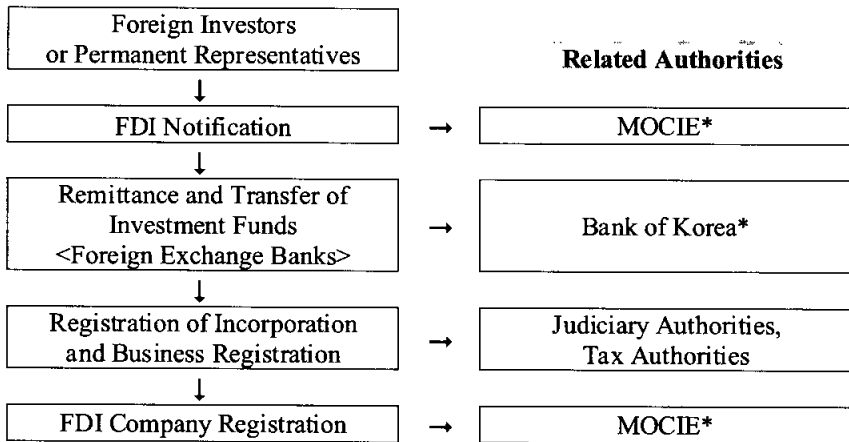 Foreign Investors
or Permanent Representatives
Related Authorities
↓
FDI Notification → MOCIE*
↓
Remittance and Transfer of
Investment Funds
<Foreign Exchange Banks>
→ Bank of Korea*
↓
Registration of Incorporation
and Business Registration
→ Judiciary Authorities,
Tax Authorities
↓
FDI Company Registration → MOCIE*